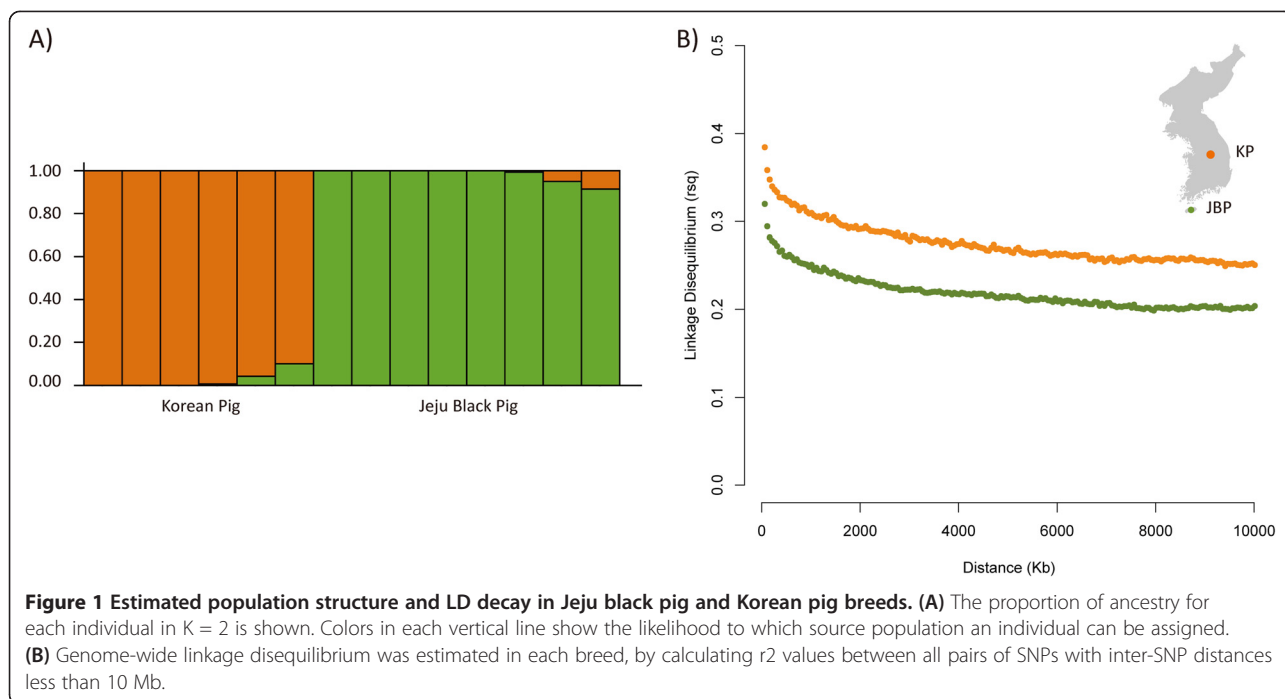 A)
1.00
0.80
0.60
0.40
0.20
0.00
Korean Pig
Jeju Black Pig
B)
Linkage Disequilibrium (rsq)
0.5
0.4
0.3
0.2
0.1
0.0
KP
JBP
0
2000
4000
6000
8000
10000
Distance (Kb)
Figure 1 Estimated population structure and LD decay in Jeju black pig and Korean pig breeds. (A) The proportion of ancestry for
each individual in K = 2 is shown. Colors in each vertical line show the likelihood to which source population an individual can be assigned.
(B) Genome-wide linkage disequilibrium was estimated in each breed, by calculating r2 values between all pairs of SNPs with inter-SNP distances
less than 10 Mb.